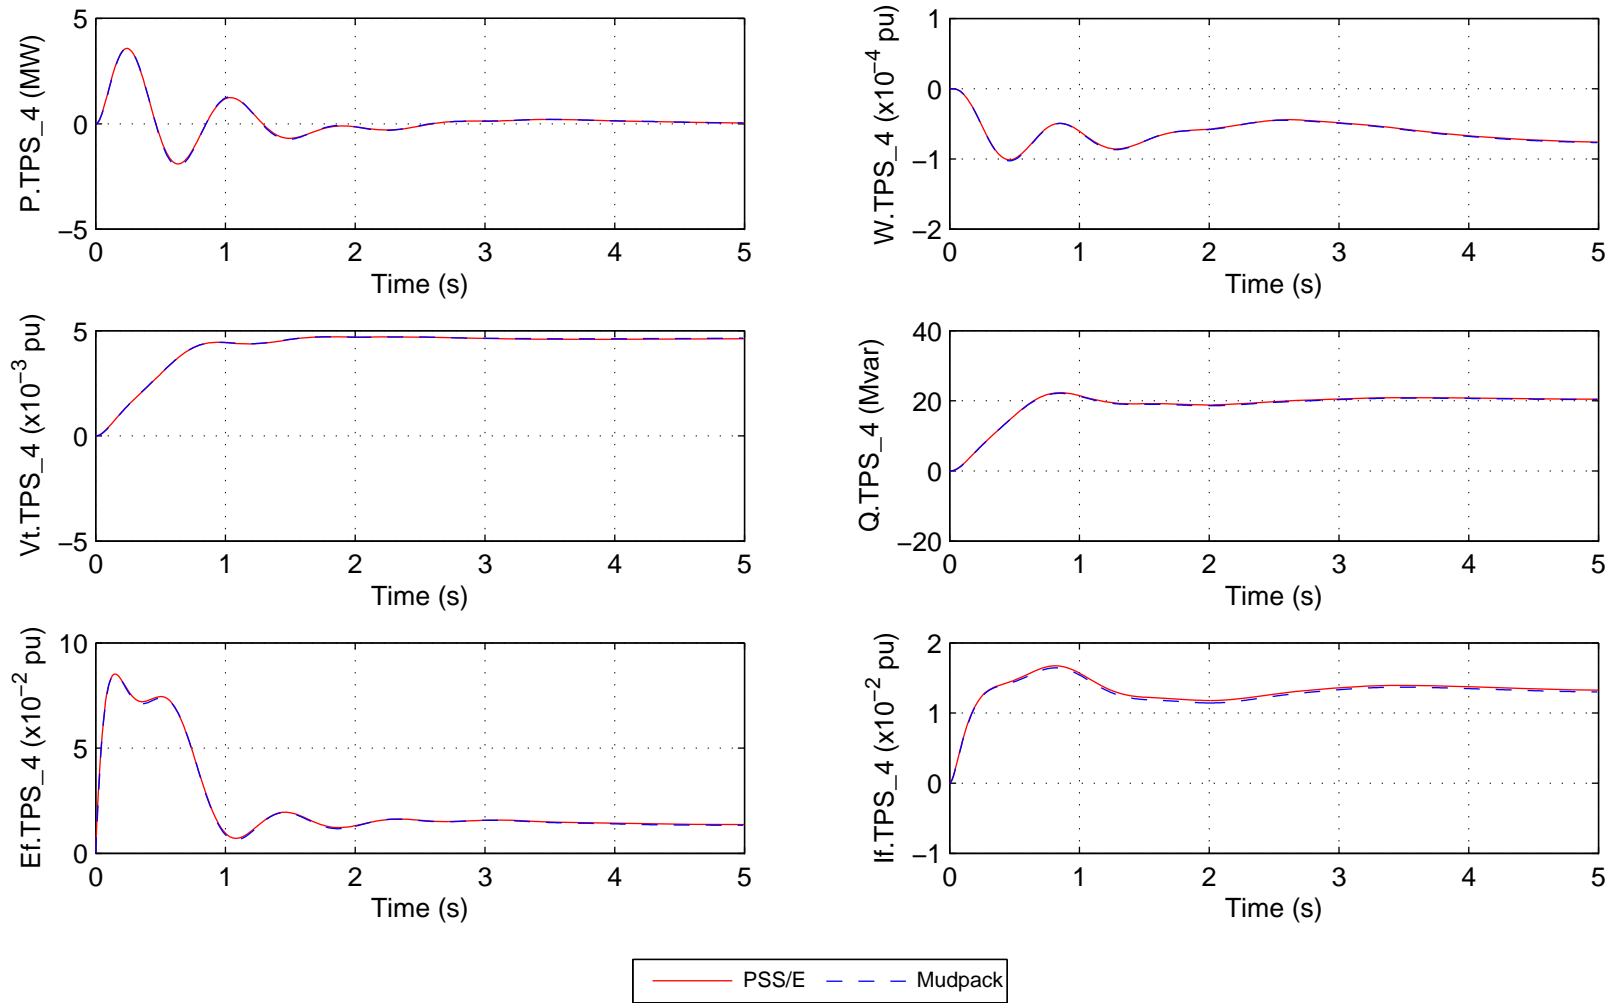 5
0
−5
P.TPS_4 (MW)
0 1 2 3 4 5
Time (s)
1
0
−1
−2
W.TPS_4 (x10−4 pu)
0 1 2 3 4 5
Time (s)
5
0
−5
Vt.TPS_4 (x10−3 pu)
0 1 2 3 4 5
Time (s)
40
20
0
−20
Q.TPS_4 (Mvar)
0 1 2 3 4 5
Time (s)
10
5
0
Ef.TPS_4 (x10−2 pu)
0 1 2 3 4 5
Time (s)
2
1
0
−1
If.TPS_4 (x10−2 pu)
0 1 2 3 4 5
Time (s)
PSS/E Mudpack